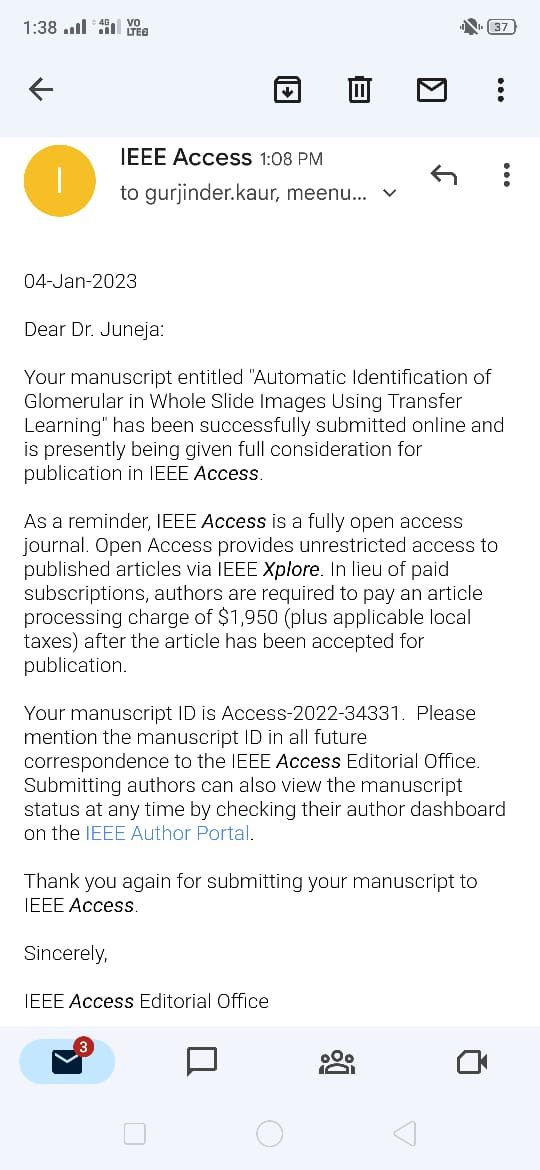 1:38 4G VO LTE2 37
IEEE Access 1:08 PM
to gurjinder.kaur, meenu...
I
04-Jan-2023
Dear Dr. Juneja:
Your manuscript entitled "Automatic Identification of
Glomerular in Whole Slide Images Using Transfer
Learning" has been successfully submitted online and
is presently being given full consideration for
publication in IEEE Access.
As a reminder, IEEE Access is a fully open access
journal. Open Access provides unrestricted access to
published articles via IEEE Xplore. In lieu of paid
subscriptions, authors are required to pay an article
processing charge of $1,950 (plus applicable local
taxes) after the article has been accepted for
publication.
Your manuscript ID is Access-2022-34331.  Please
mention the manuscript ID in all future
correspondence to the IEEE Access Editorial Office.
Submitting authors can also view the manuscript
status at any time by checking their author dashboard
on the IEEE Author Portal.
Thank you again for submitting your manuscript to
IEEE Access.
Sincerely,
IEEE Access Editorial Office
3